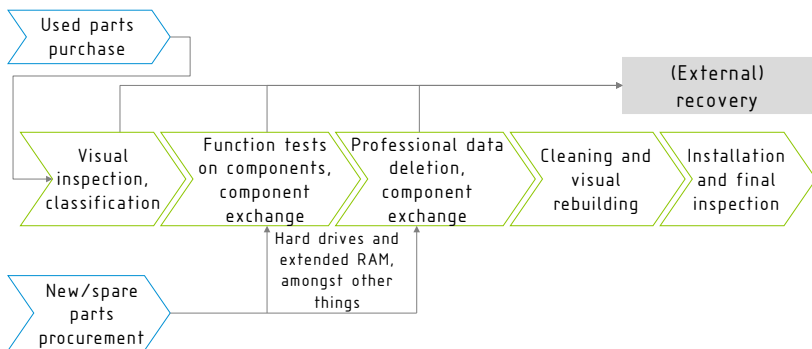 Used parts
purchase
(External)
recovery
Visual
inspection,
classification
Function tests
on components,
component
exchange
Professional data
deletion,
component
exchange
Cleaning and
visual
rebuilding
Installation
and final
inspection
Hard drives and
extended RAM,
amongst other
things
New/spare
parts
procurement